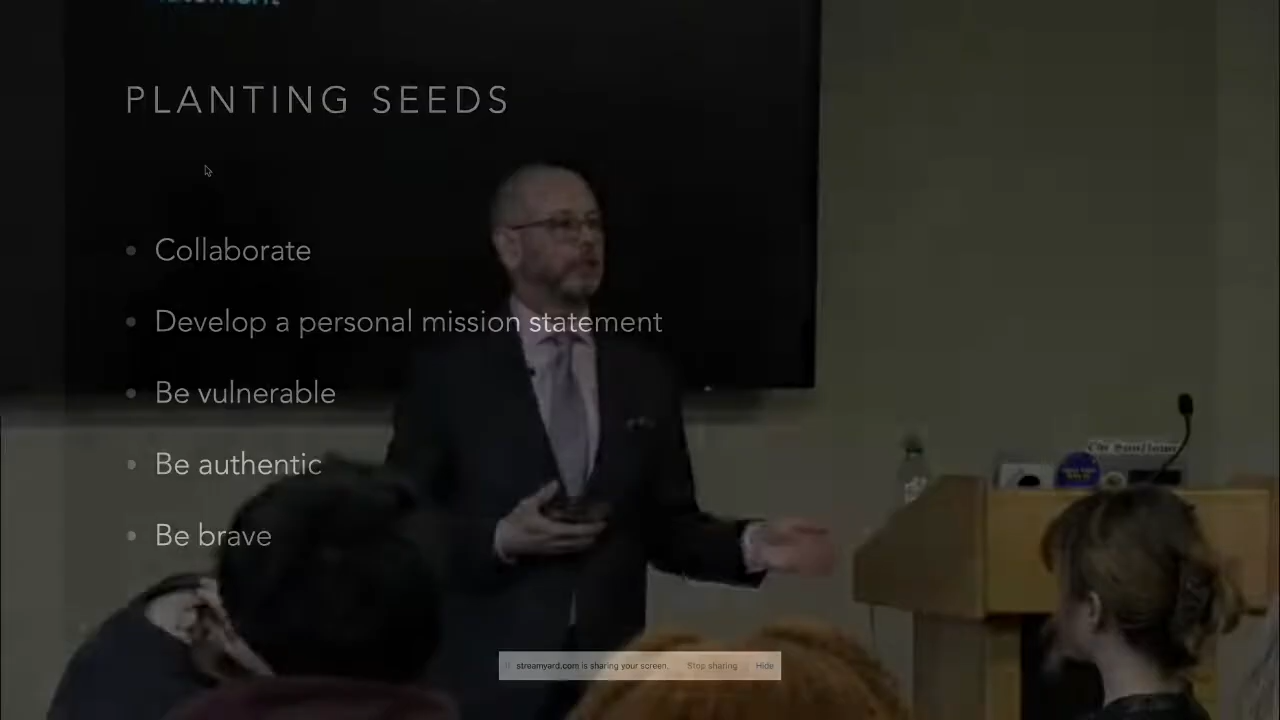 PLANTING SEEDS
• Collaborate
• Develop a personal mission statement
• Be vulnerable
• Be authentic
• Be brave
streamyard.com is sharing your screen. Stop sharing Hide